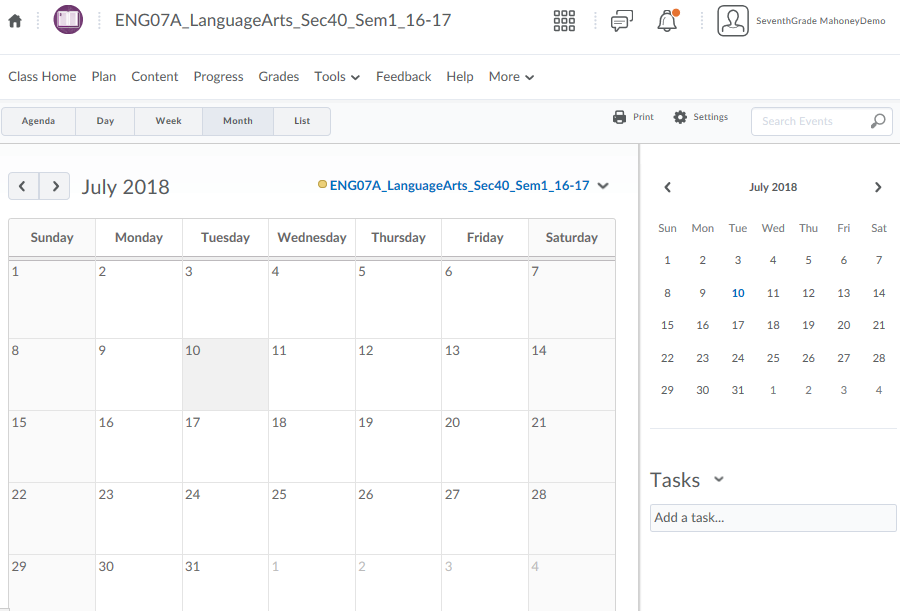 ENG07A_LanguageArts_Sec40_Sem1_16-17
SeventhGrade MahoneyDemo
Class Home Plan Content Progress Grades Tools Feedback Help More
Agenda Day Week Month List
Print Settings Search Events
July 2018
ENG07A_LanguageArts_Sec40_Sem1_16-17
Sunday Monday Tuesday Wednesday Thursday Friday Saturday
1 2 3 4 5 6 7
8 9 10 11 12 13 14
15 16 17 18 19 20 21
22 23 24 25 26 27 28
29 30 31 1 2 3 4
July 2018
Sun Mon Tue Wed Thu Fri Sat
1 2 3 4 5 6 7
8 9 10 11 12 13 14
15 16 17 18 19 20 21
22 23 24 25 26 27 28
29 30 31 1 2 3 4
Tasks
Add a task...